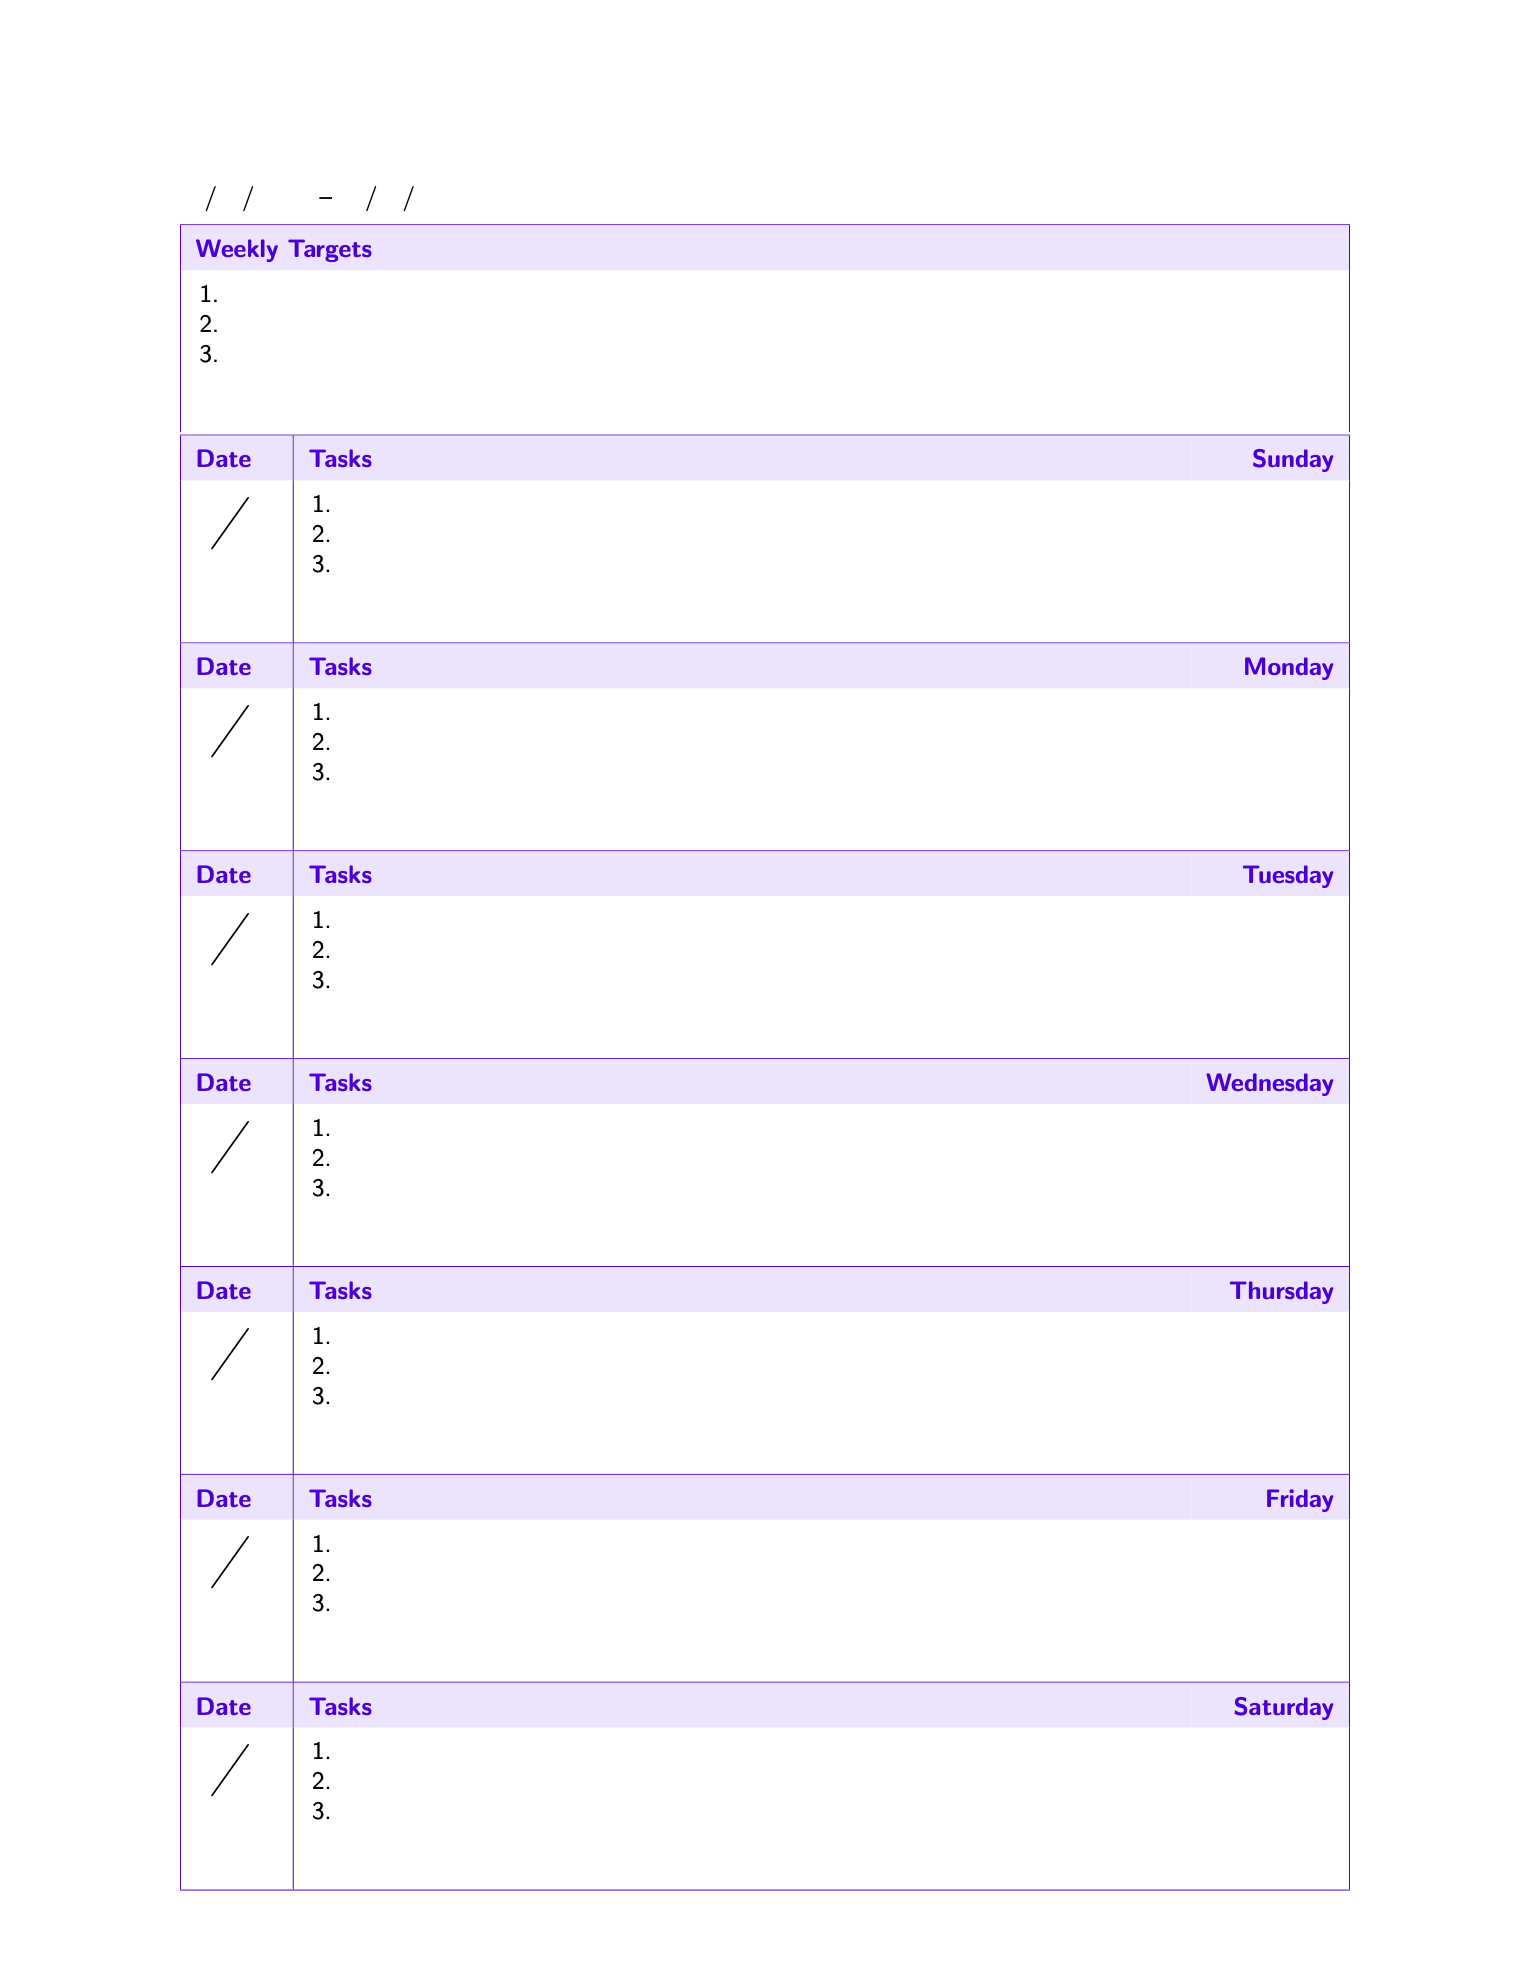 / / – / /
Weekly Targets
1.
2.
3.
Date Tasks Sunday
/ 1.
2.
3.
Date Tasks Monday
/ 1.
2.
3.
Date Tasks Tuesday
/ 1.
2.
3.
Date Tasks Wednesday
/ 1.
2.
3.
Date Tasks Thursday
/ 1.
2.
3.
Date Tasks Friday
/ 1.
2.
3.
Date Tasks Saturday
/ 1.
2.
3.